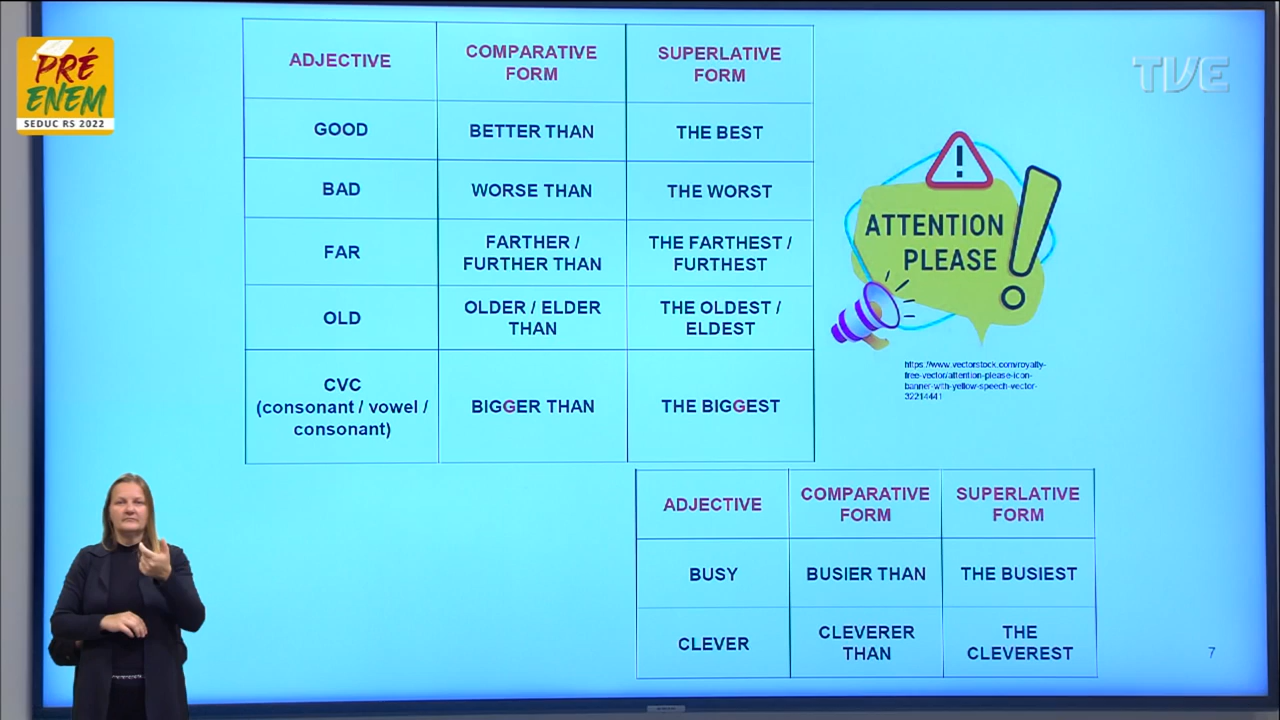 PRÉ
ENEM
SEDUC RS 2022
TVE
ADJECTIVE
COMPARATIVE
FORM
SUPERLATIVE
FORM
GOOD
BETTER THAN
THE BEST
BAD
WORSE THAN
THE WORST
FAR
FARTHER /
FURTHER THAN
THE FARTHEST /
FURTHEST
OLD
OLDER / ELDER
THAN
THE OLDEST /
ELDEST
CVC
(consonant / vowel /
consonant)
BIGGER THAN
THE BIGGEST
ATTENTION
PLEASE
https://www.vectorstock.com/royalty-
free-vector/attention-please-icon-
banner-with-yellow-speech-vector-
32214441
ADJECTIVE
COMPARATIVE
FORM
SUPERLATIVE
FORM
BUSY
BUSIER THAN
THE BUSIEST
CLEVER
CLEVERER
THAN
THE
CLEVEREST
7